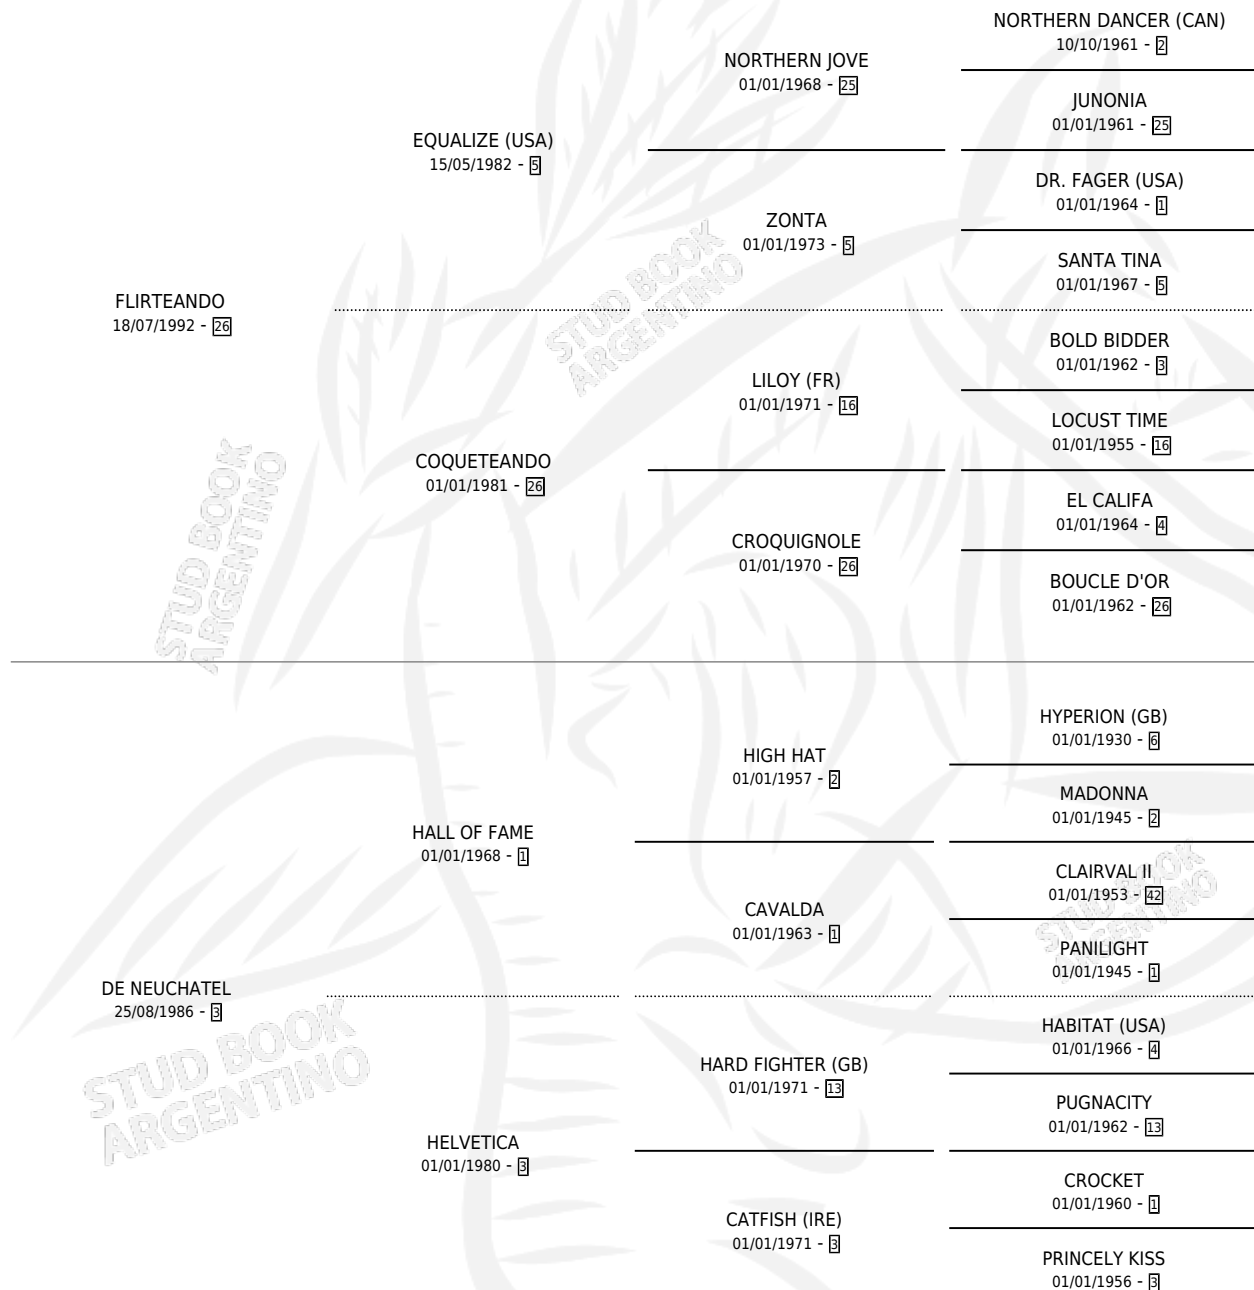 NORTHERN DANCER (CAN)
10/10/1961 - 2
NORTHERN JOVE
01/01/1968 - 25
JUNONIA
01/01/1961 - 25
EQUALIZE (USA)
15/05/1982 - 5
DR. FAGER (USA)
01/01/1964 - 1
ZONTA
01/01/1973 - 5
SANTA TINA
01/01/1967 - 5
FLIRTEANDO
18/07/1992 - 26
BOLD BIDDER
01/01/1962 - 3
LILOY (FR)
01/01/1971 - 16
LOCUST TIME
01/01/1955 - 16
COQUETEANDO
01/01/1981 - 26
EL CALIFA
01/01/1964 - 4
CROQUIGNOLE
01/01/1970 - 26
BOUCLE D'OR
01/01/1962 - 26
HYPERION (GB)
01/01/1930 - 6
HIGH HAT
01/01/1957 - 2
MADONNA
01/01/1945 - 2
HALL OF FAME
01/01/1968 - 1
CLAIRVAL II
01/01/1953 - 42
CAVALDA
01/01/1963 - 1
PANILIGHT
01/01/1945 - 1
DE NEUCHATEL
25/08/1986 - 3
HABITAT (USA)
01/01/1966 - 4
HARD FIGHTER (GB)
01/01/1971 - 13
PUGNACITY
01/01/1962 - 13
HELVETICA
01/01/1980 - 3
CROCKET
01/01/1960 - 1
CATFISH (IRE)
01/01/1971 - 3
PRINCELY KISS
01/01/1956 - 3
STUD BOOK
ARGENTINO
STUD BOOK
ARGENTINO
STUD BOOK
ARGENTINO
STUD BOOK
ARGENTINO